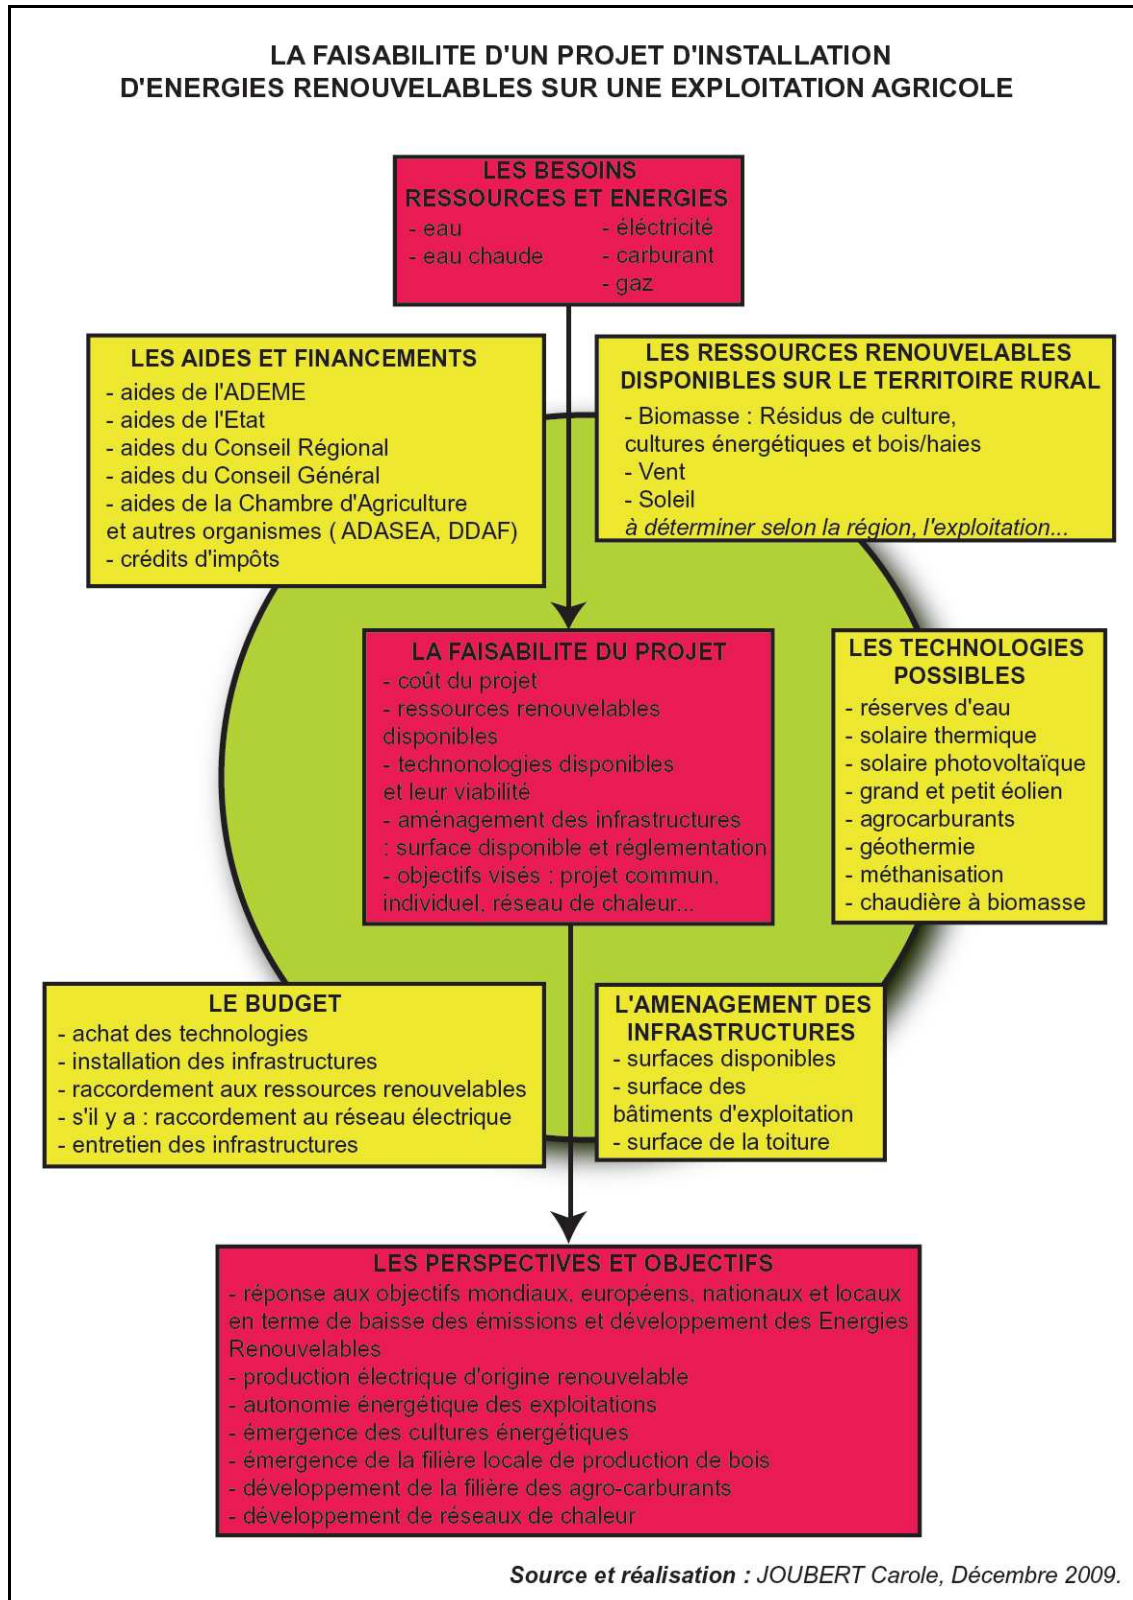 LA FAISABILITE D'UN PROJET D'INSTALLATION
D'ENERGIES RENOUVELABLES SUR UNE EXPLOITATION AGRICOLE
LES BESOINS
RESSOURCES ET ENERGIES
- eau
- eau chaude
- éléctricité
- carburant
- gaz
LES AIDES ET FINANCEMENTS
- aides de l'ADEME
- aides de l'Etat
- aides du Conseil Régional
- aides du Conseil Général
- aides de la Chambre d'Agriculture
et autres organismes ( ADASEA, DDAF)
- crédits d'impôts
LES RESSOURCES RENOUVELABLES
DISPONIBLES SUR LE TERRITOIRE RURAL
- Biomasse : Résidus de culture,
cultures énergétiques et bois/haies
- Vent
- Soleil
à déterminer selon la région, l'exploitation...
LA FAISABILITE DU PROJET
- coût du projet
- ressources renouvelables
disponibles
- technonologies disponibles
et leur viabilité
- aménagement des infrastructures
: surface disponible et réglementation
- objectifs visés : projet commun,
individuel, réseau de chaleur...
LES TECHNOLOGIES
POSSIBLES
- réserves d'eau
- solaire thermique
- solaire photovoltaïque
- grand et petit éolien
- agrocarburants
- géothermie
- méthanisation
- chaudière à biomasse
LE BUDGET
- achat des technologies
- installation des infrastructures
- raccordement aux ressources renouvelables
- s'il y a : raccordement au réseau électrique
- entretien des infrastructures
L'AMENAGEMENT DES
INFRASTRUCTURES
- surfaces disponibles
- surface des
bâtiments d'exploitation
- surface de la toiture
LES PERSPECTIVES ET OBJECTIFS
- réponse aux objectifs mondiaux, européens, nationaux et locaux
en terme de baisse des émissions et développement des Energies
Renouvelables
- production électrique d'origine renouvelable
- autonomie énergétique des exploitations
- émergence des cultures énergétiques
- émergence de la filière locale de production de bois
- développement de la filière des agro-carburants
- développement de réseaux de chaleur
Source et réalisation : JOUBERT Carole, Décembre 2009.